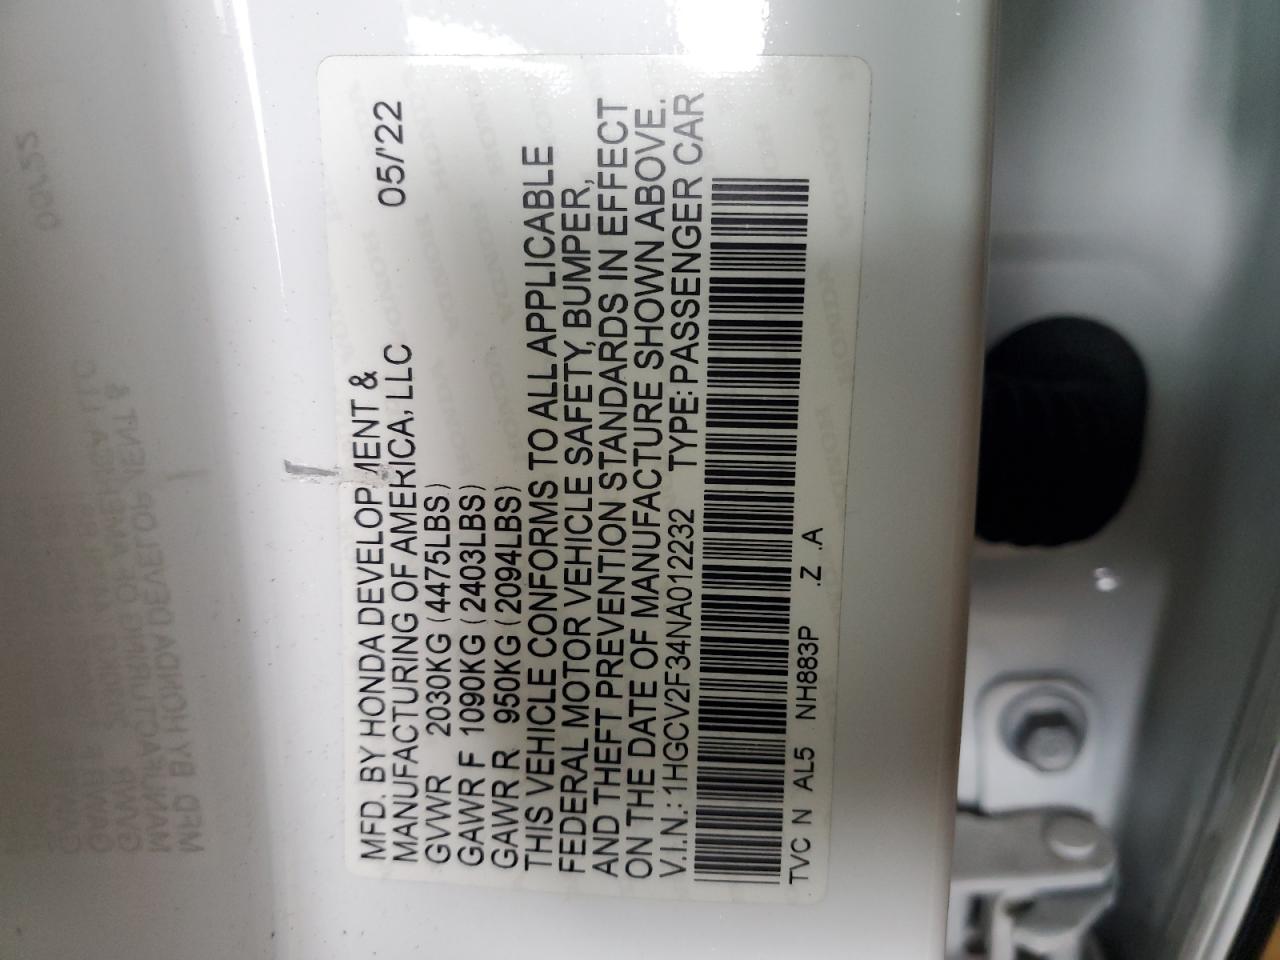 MFD. BY HONDA DEVELOPMENT &
MANUFACTURING OF AMERICA, LLC 05/'22
GVWR 2030KG (4475LBS)
GAWR F 1090KG (2403LBS)
GAWR R 950KG (2094LBS)
THIS VEHICLE CONFORMS TO ALL APPLICABLE
FEDERAL MOTOR VEHICLE SAFETY, BUMPER,
AND THEFT PREVENTION STANDARDS IN EFFECT
ON THE DATE OF MANUFACTURE SHOWN ABOVE.
V.I.N.: 1HGCV2F34NA012232 TYPE: PASSENGER CAR
TVC N AL5 NH883P .Z .A